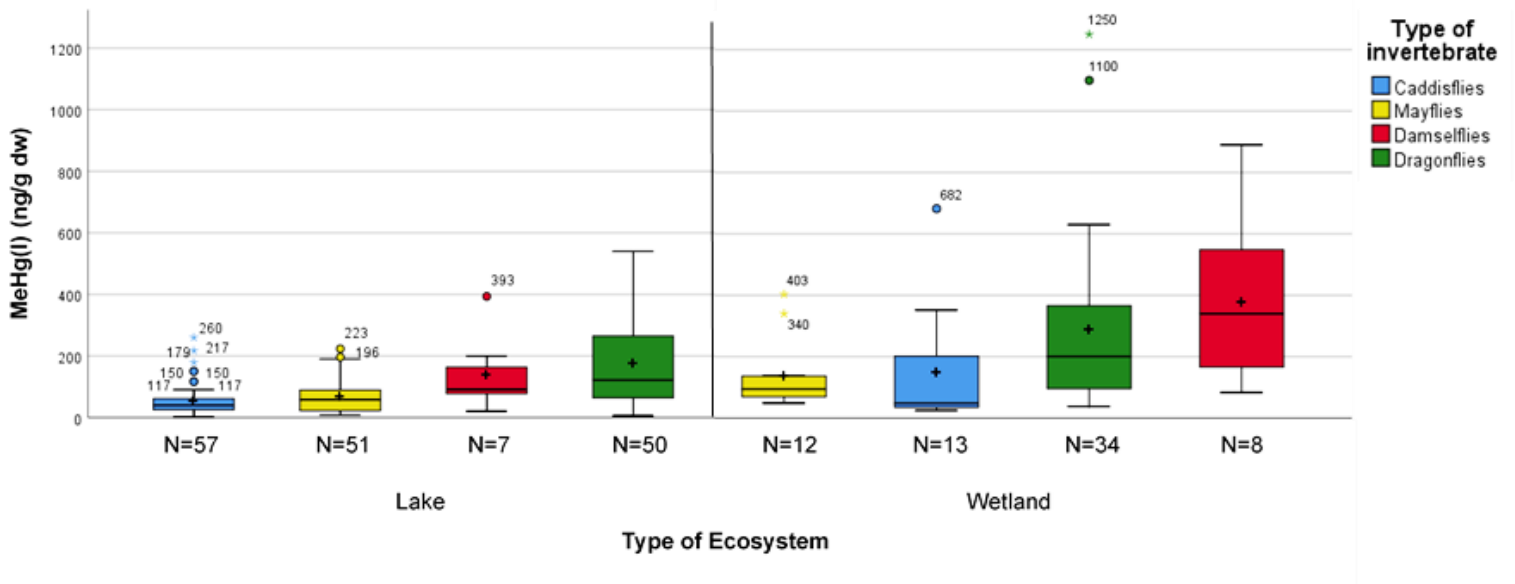 MeHg(I) (ng/g dw)
1200
1000
800
600
400
200
0
260
179 217
150 150
117 117
223
196
393
403
340
682
1250
1100
N=57 N=51 N=7 N=50 N=12 N=13 N=34 N=8
Lake Wetland
Type of Ecosystem
Type of
invertebrate
Caddisflies
Mayflies
Damselflies
Dragonflies